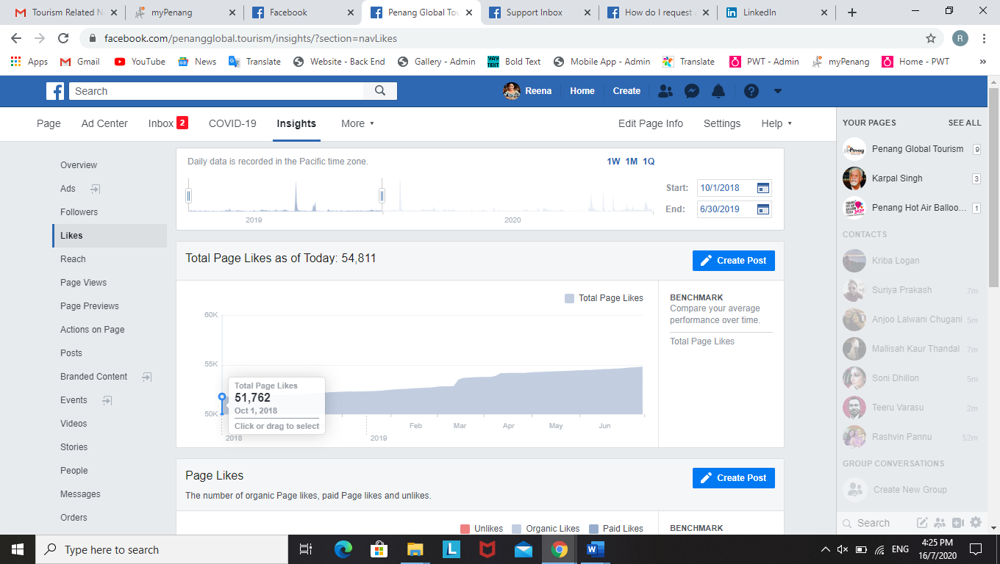 Tourism Related N
myPenang
Facebook
Penang Global Tou
Support Inbox
How do I request a
LinkedIn
facebook.com/penangglobal.tourism/insights/?section=navLikes
R
Apps Gmail YouTube News Translate Website - Back End Gallery - Admin Bold Text Mobile App - Admin Translate PWT - Admin myPenang Home - PWT »
Search
Reena Home Create
Page Ad Center Inbox 2 COVID-19 Insights More Edit Page Info Settings Help
Overview
Ads
Followers
Likes
Reach
Page Views
Page Previews
Actions on Page
Posts
Branded Content
Events
Videos
Stories
People
Messages
Orders
Daily data is recorded in the Pacific time zone.
1W 1M 1Q
2019 2020
Start: 10/1/2018
End: 6/30/2019
Total Page Likes as of Today: 54,811
Create Post
Total Page Likes
60K
55K
50K
Total Page Likes
51,762
Oct 1, 2018
Click or drag to select
Feb Mar Apr May Jun
2018 2019
BENCHMARK
Compare your average
performance over time.
Total Page Likes
Page Likes
The number of organic Page likes, paid Page likes and unlikes.
Create Post
Unlikes Organic Likes Paid Likes
BENCHMARK
YOUR PAGES SEE ALL
Penang Global Tourism 9
Karpal Singh 3
Penang Hot Air Balloo... 1
CONTACTS
Kriba Logan
Suriya Prakash 7m
Anjoo Lalwani Chugani 5m
Mallisah Kaur Thandal 7m
Soni Dhillon 5m
Teeru Varasu 2m
Rashvin Pannu 52m
GROUP CONVERSATIONS
Create New Group
Search
Type here to search
ENG
4:25 PM
16/7/2020